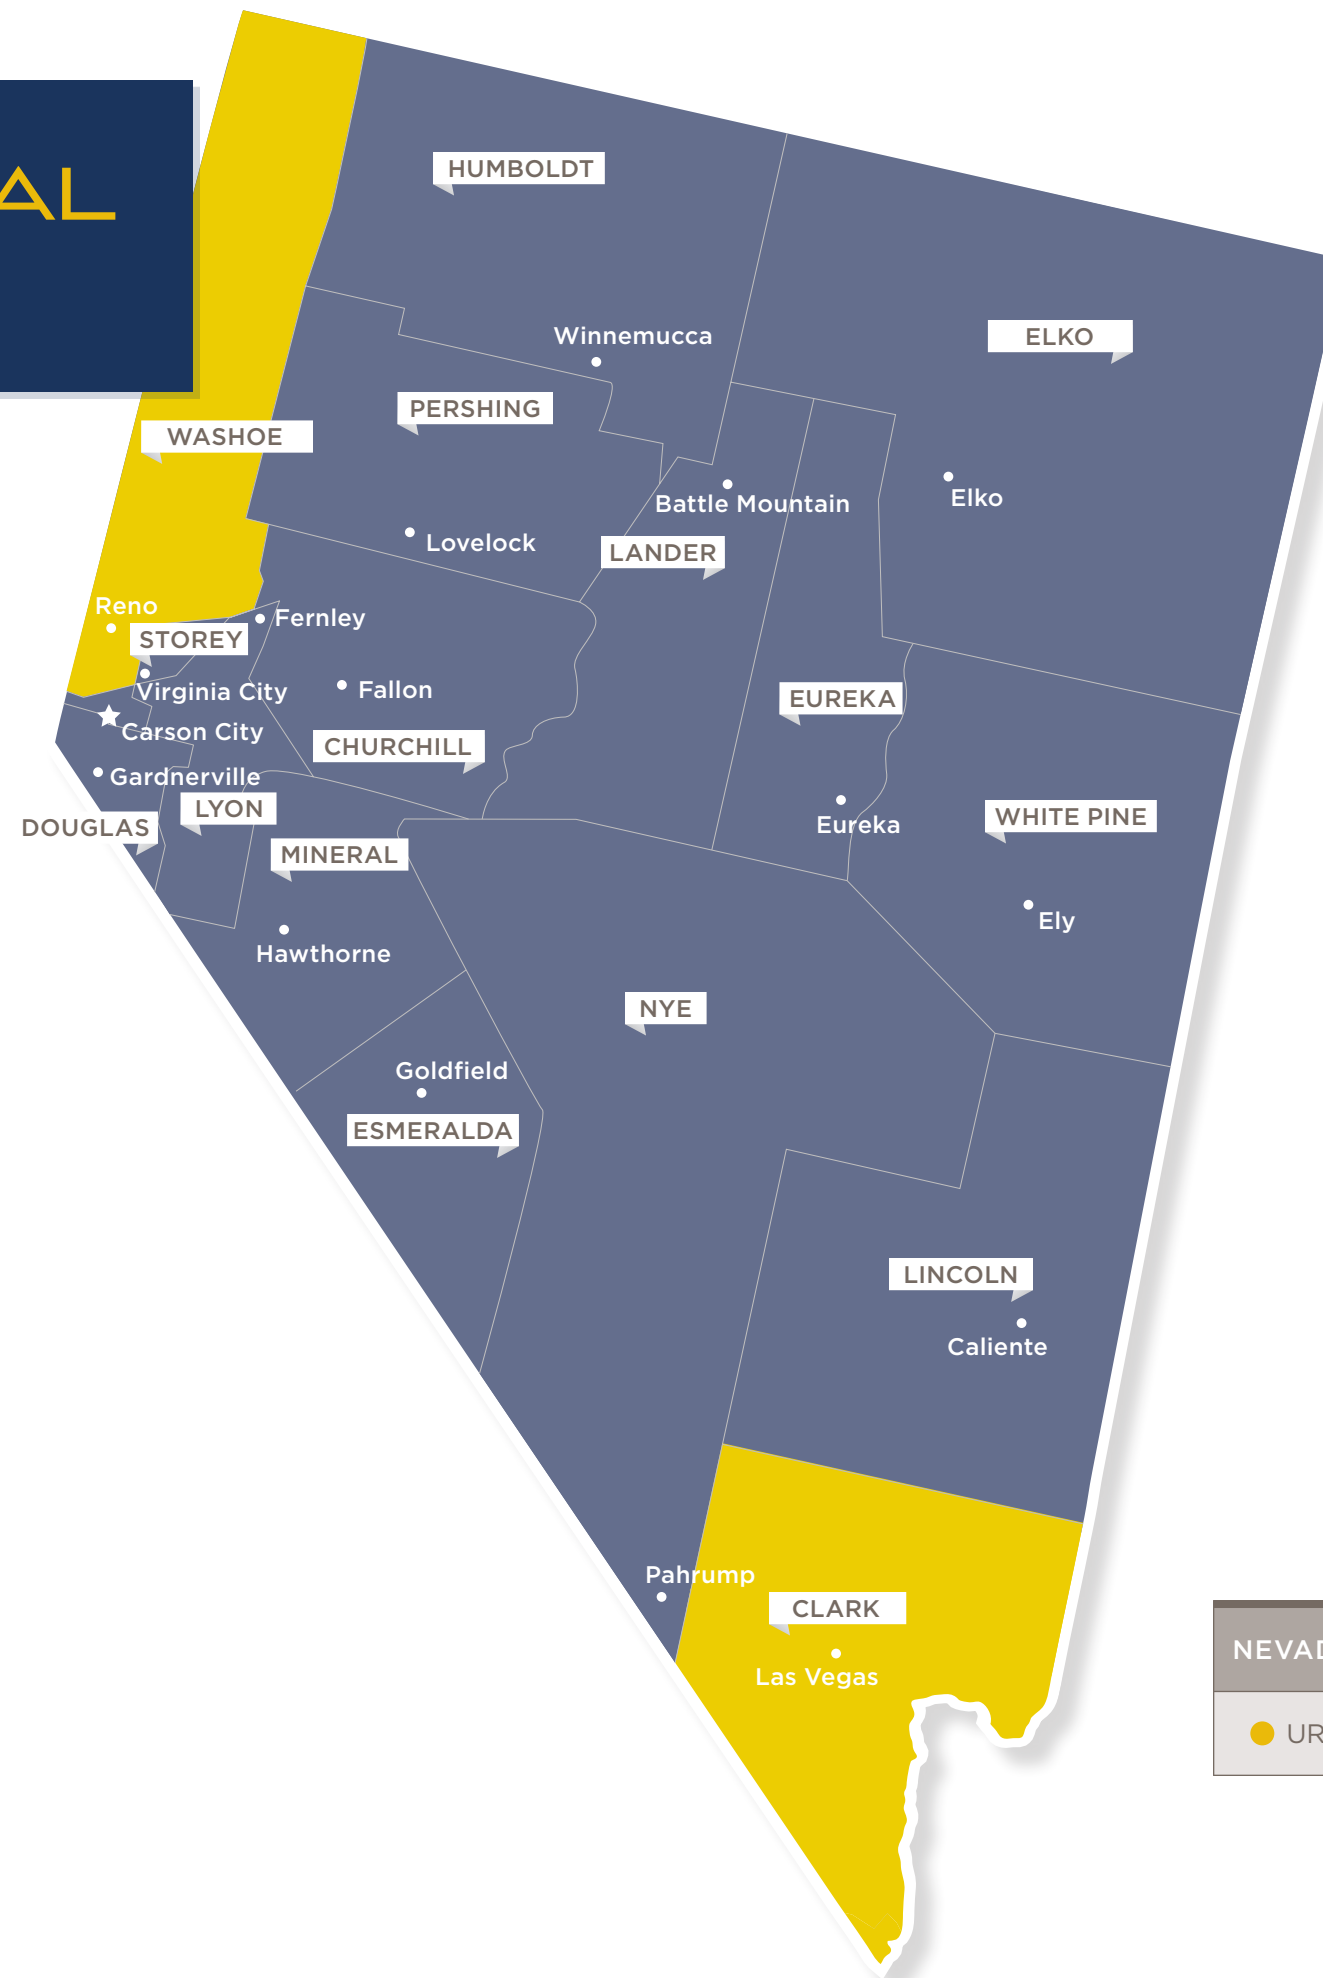 AL
HUMBOLDT
Winnemucca
ELKO
PERSHING
WASHOE
Elko
Battle Mountain
Lovelock
LANDER
Reno
Fernley
STOREY
Virginia City
Fallon
EUREKA
Carson City
CHURCHILL
Gardnerville
LYON
DOUGLAS
Eureka
WHITE PINE
MINERAL
Ely
Hawthorne
NYE
Goldfield
ESMERALDA
LINCOLN
Caliente
Pahrump
CLARK
Las Vegas
NEVAD
UR